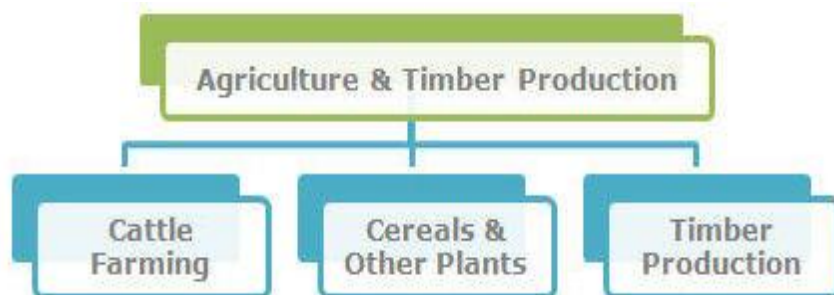 Agriculture & Timber Production
Cattle
Farming
Cereals &
Other Plants
Timber
Production